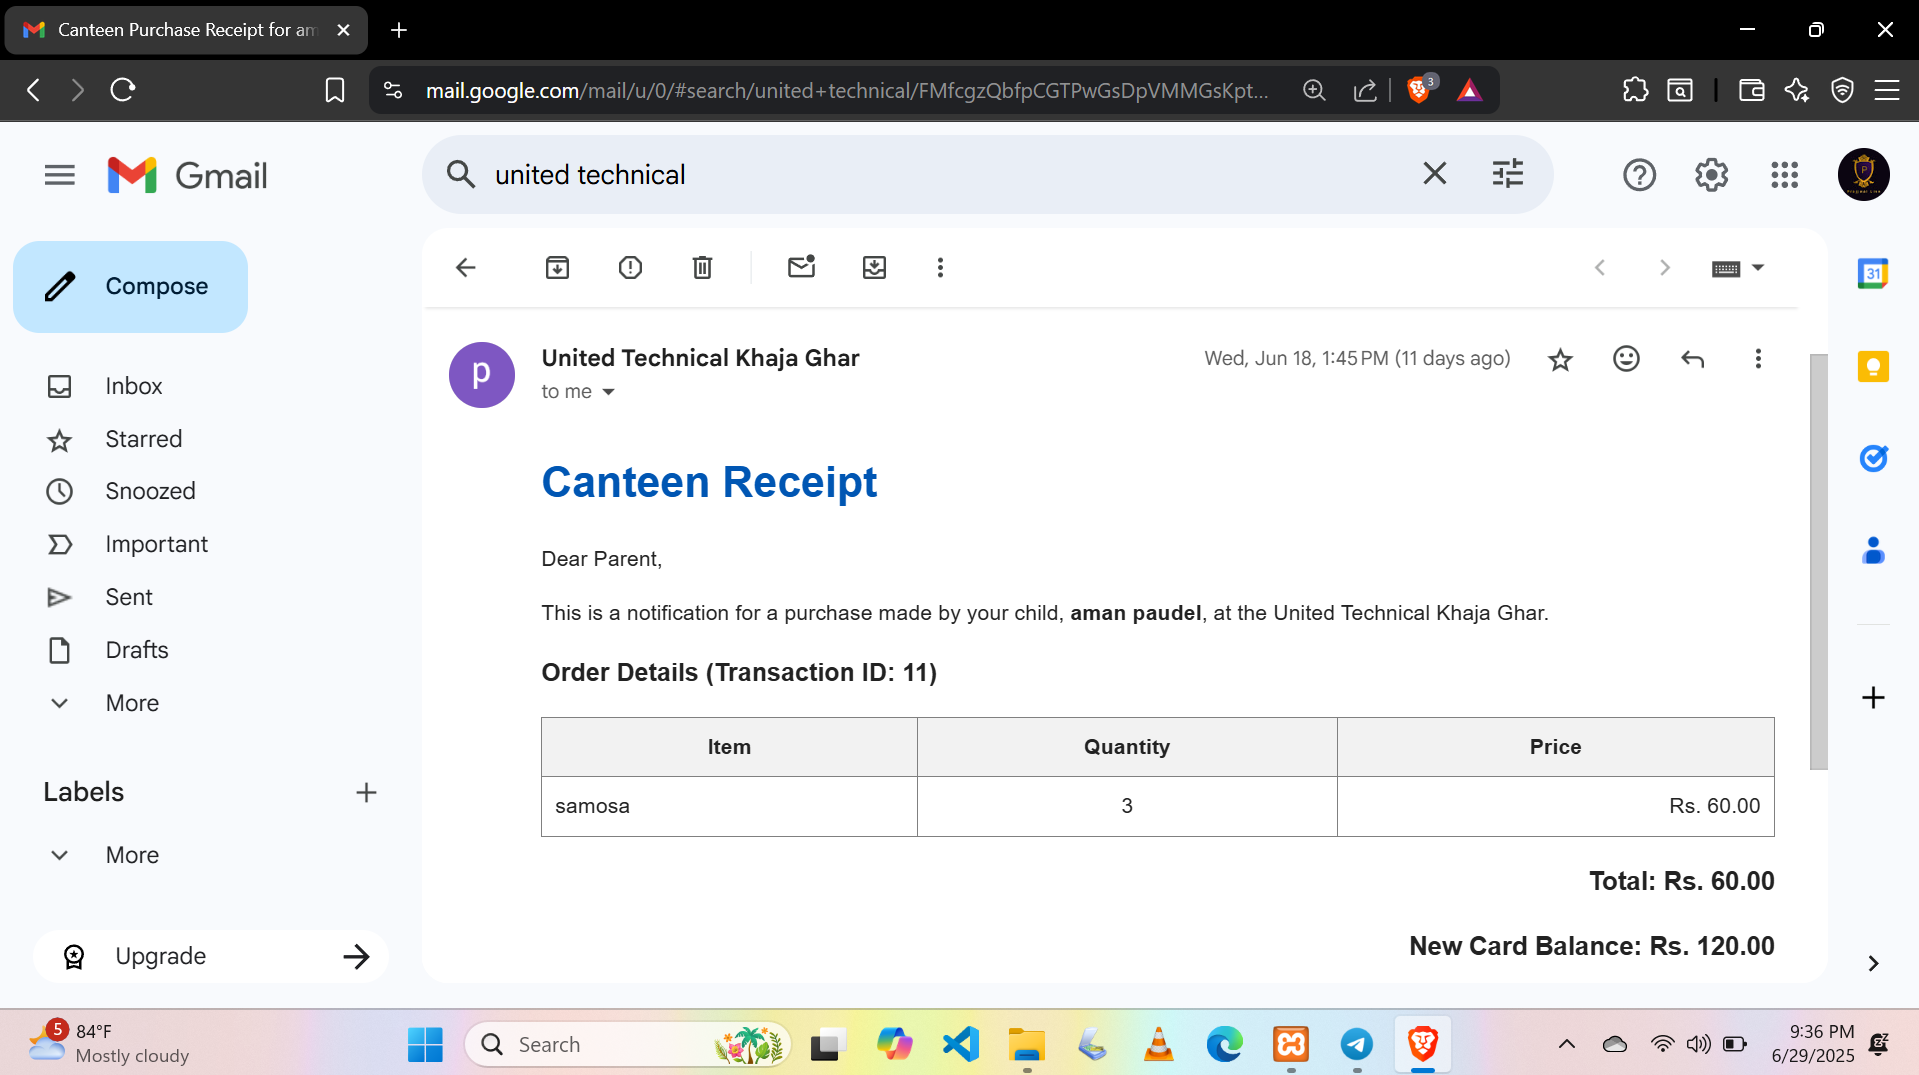 Canteen Purchase Receipt for am
mail.google.com/mail/u/0/#search/united+technical/FMfcgzQbfpCGTPwGsDpVMMGsKpt...
3
Gmail
united technical
Compose
Inbox
Starred
Snoozed
Important
Sent
Drafts
More
Labels
More
Upgrade
31
p
United Technical Khaja Ghar
Wed, Jun 18, 1:45 PM (11 days ago)
to me
Canteen Receipt
Dear Parent,
This is a notification for a purchase made by your child, aman paudel, at the United Technical Khaja Ghar.
Order Details (Transaction ID: 11)
Item Quantity Price
samosa 3 Rs. 60.00
Total: Rs. 60.00
New Card Balance: Rs. 120.00
5
84°F
Mostly cloudy
Search
9:36 PM
6/29/2025